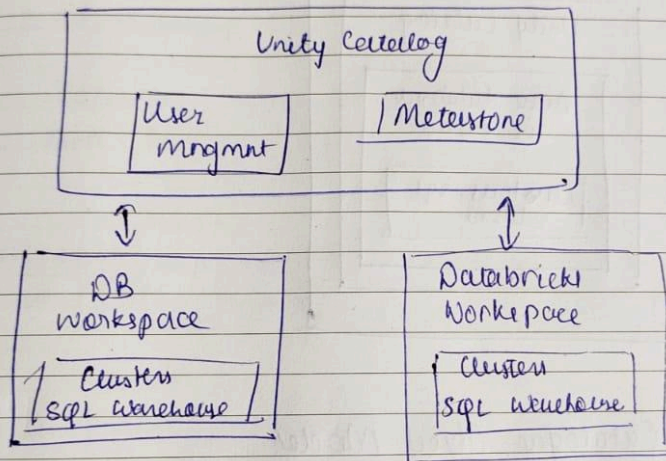 Unity Catalog
User
Mngmnt
Metastore
DB
workspace
Clusters
SQL warehouse
Databricks
Workspace
Clusters
SQL warehouse